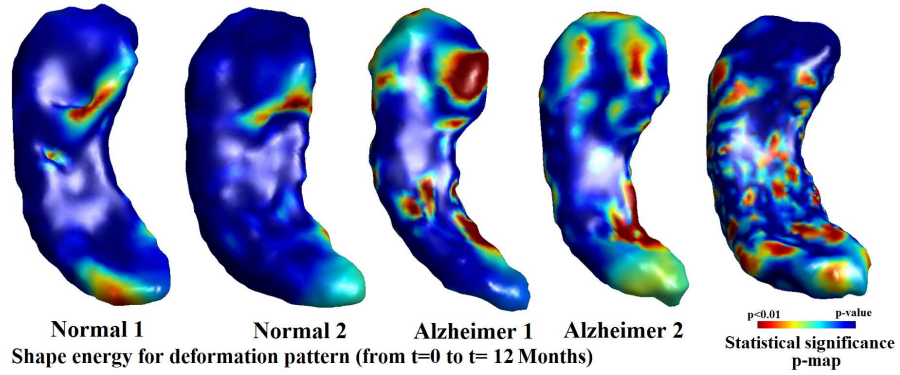 p<0.01 p-value
Normal 1 Normal 2 Alzheimer 1 Alzheimer 2
Statistical significance
p-map
Shape energy for deformation pattern (from t=0 to t= 12 Months)